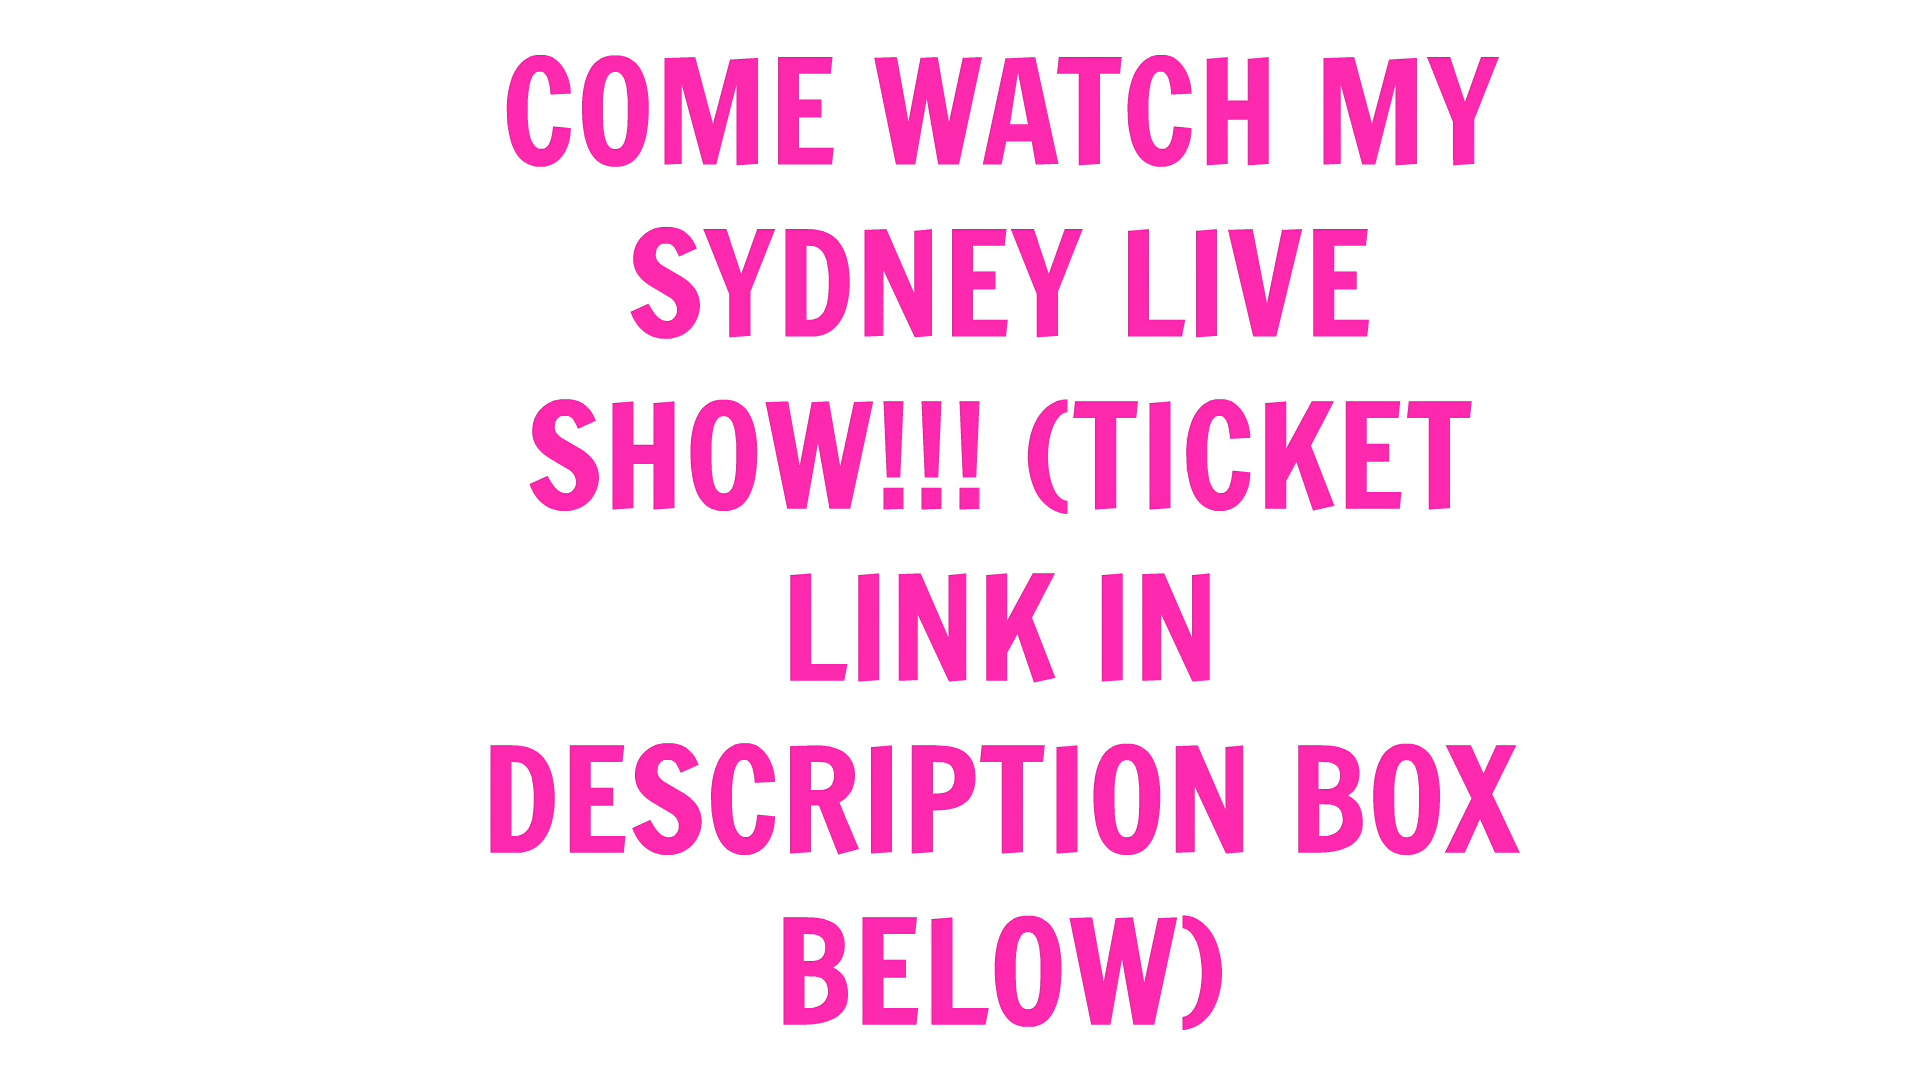 COME WATCH MY
SYDNEY LIVE
SHOW!!! (TICKET
LINK IN
DESCRIPTION BOX
BELOW)